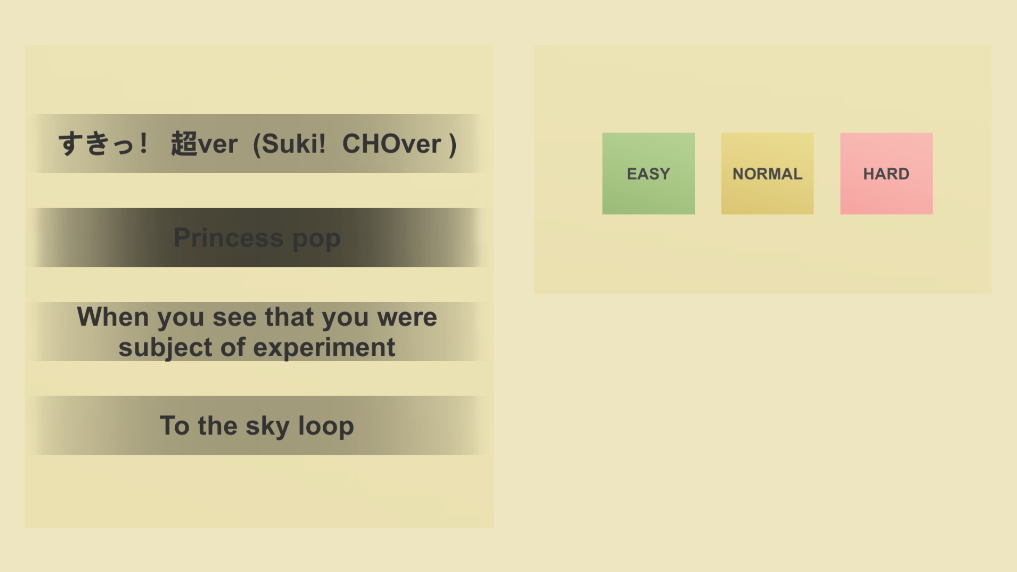 すきっ！ 超ver (Suki! CHOver )
Princess pop
When you see that you were
subject of experiment
To the sky loop
EASY
NORMAL
HARD